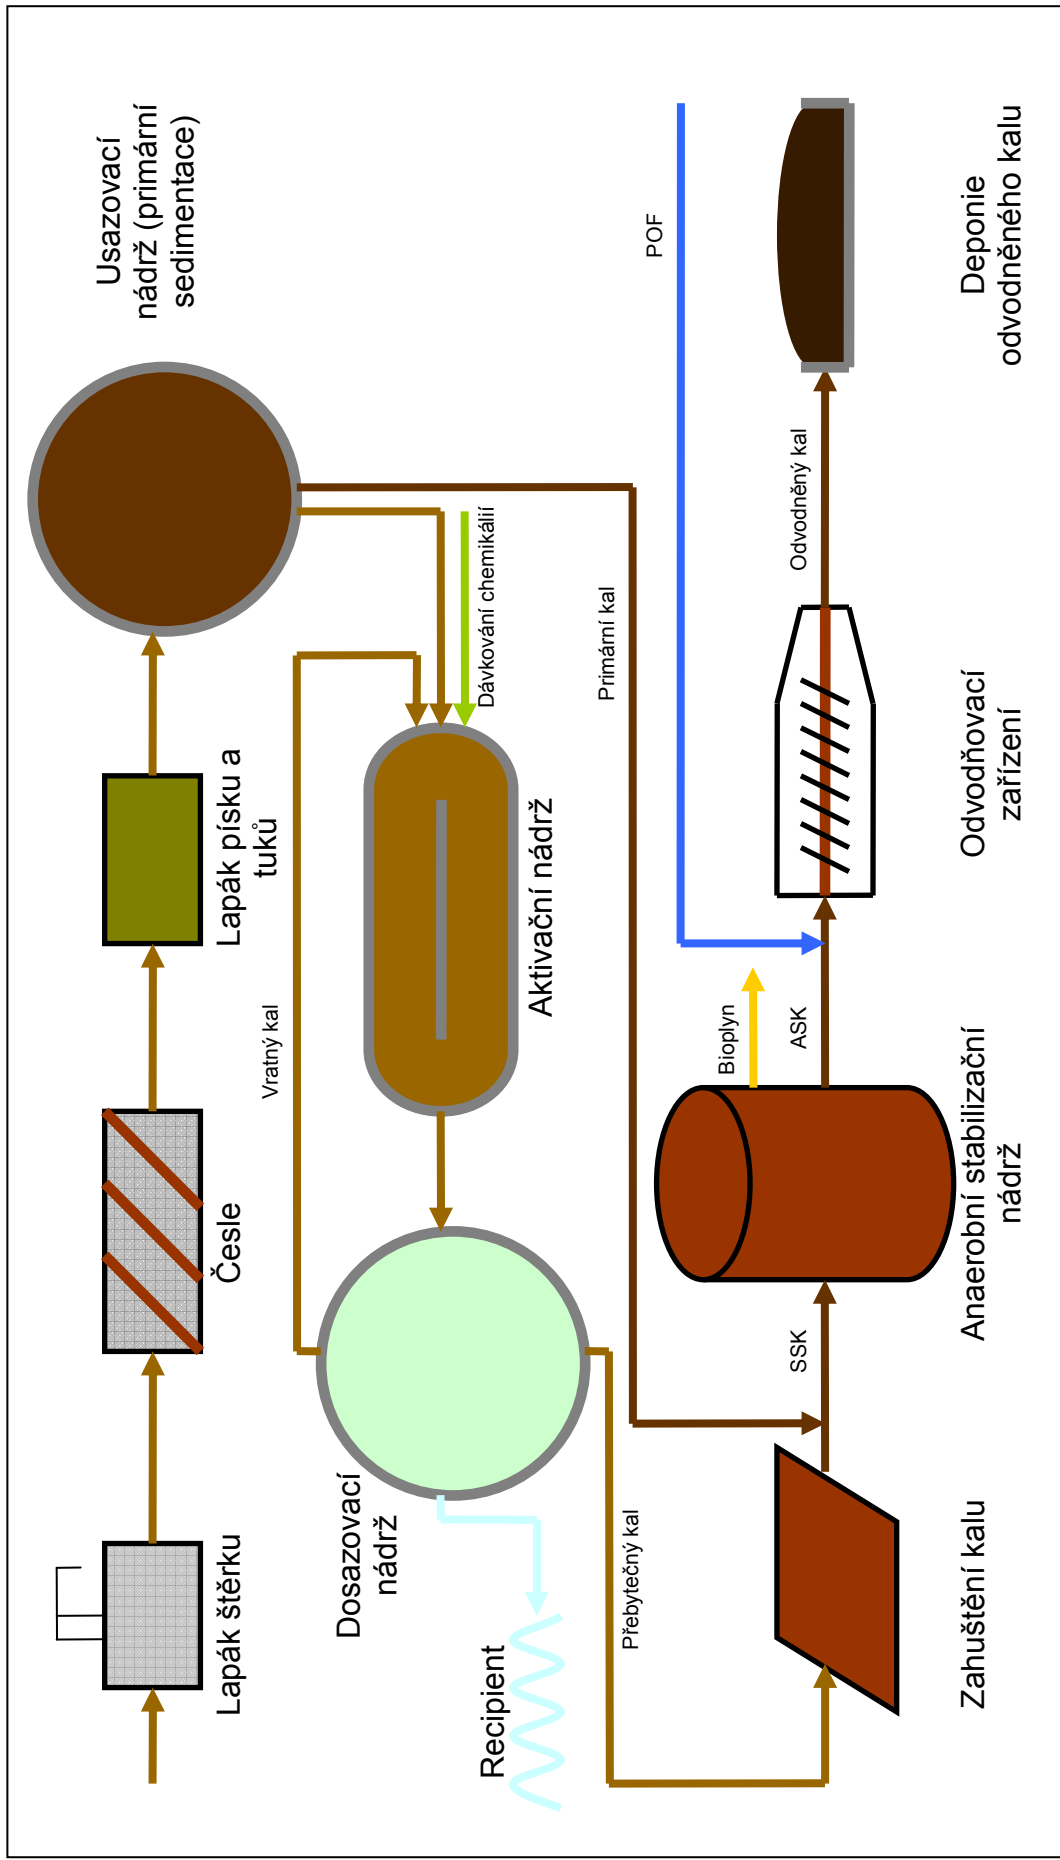 Lapák štěrku
Česle
Lapák písku a
tuků
Usazovací
nádrž (primární
sedimentace)
Vratný kal
Dávkování chemikálií
Dosazovací
nádrž
Aktivační nádrž
Recipient
Primární kal
Přebytečný kal
POF
Bioplyn
SSK
ASK
Odvodněný kal
Zahuštění kalu
Anaerobní stabilizační
nádrž
Odvodňovací
zařízení
Deponie
odvodněného kalu